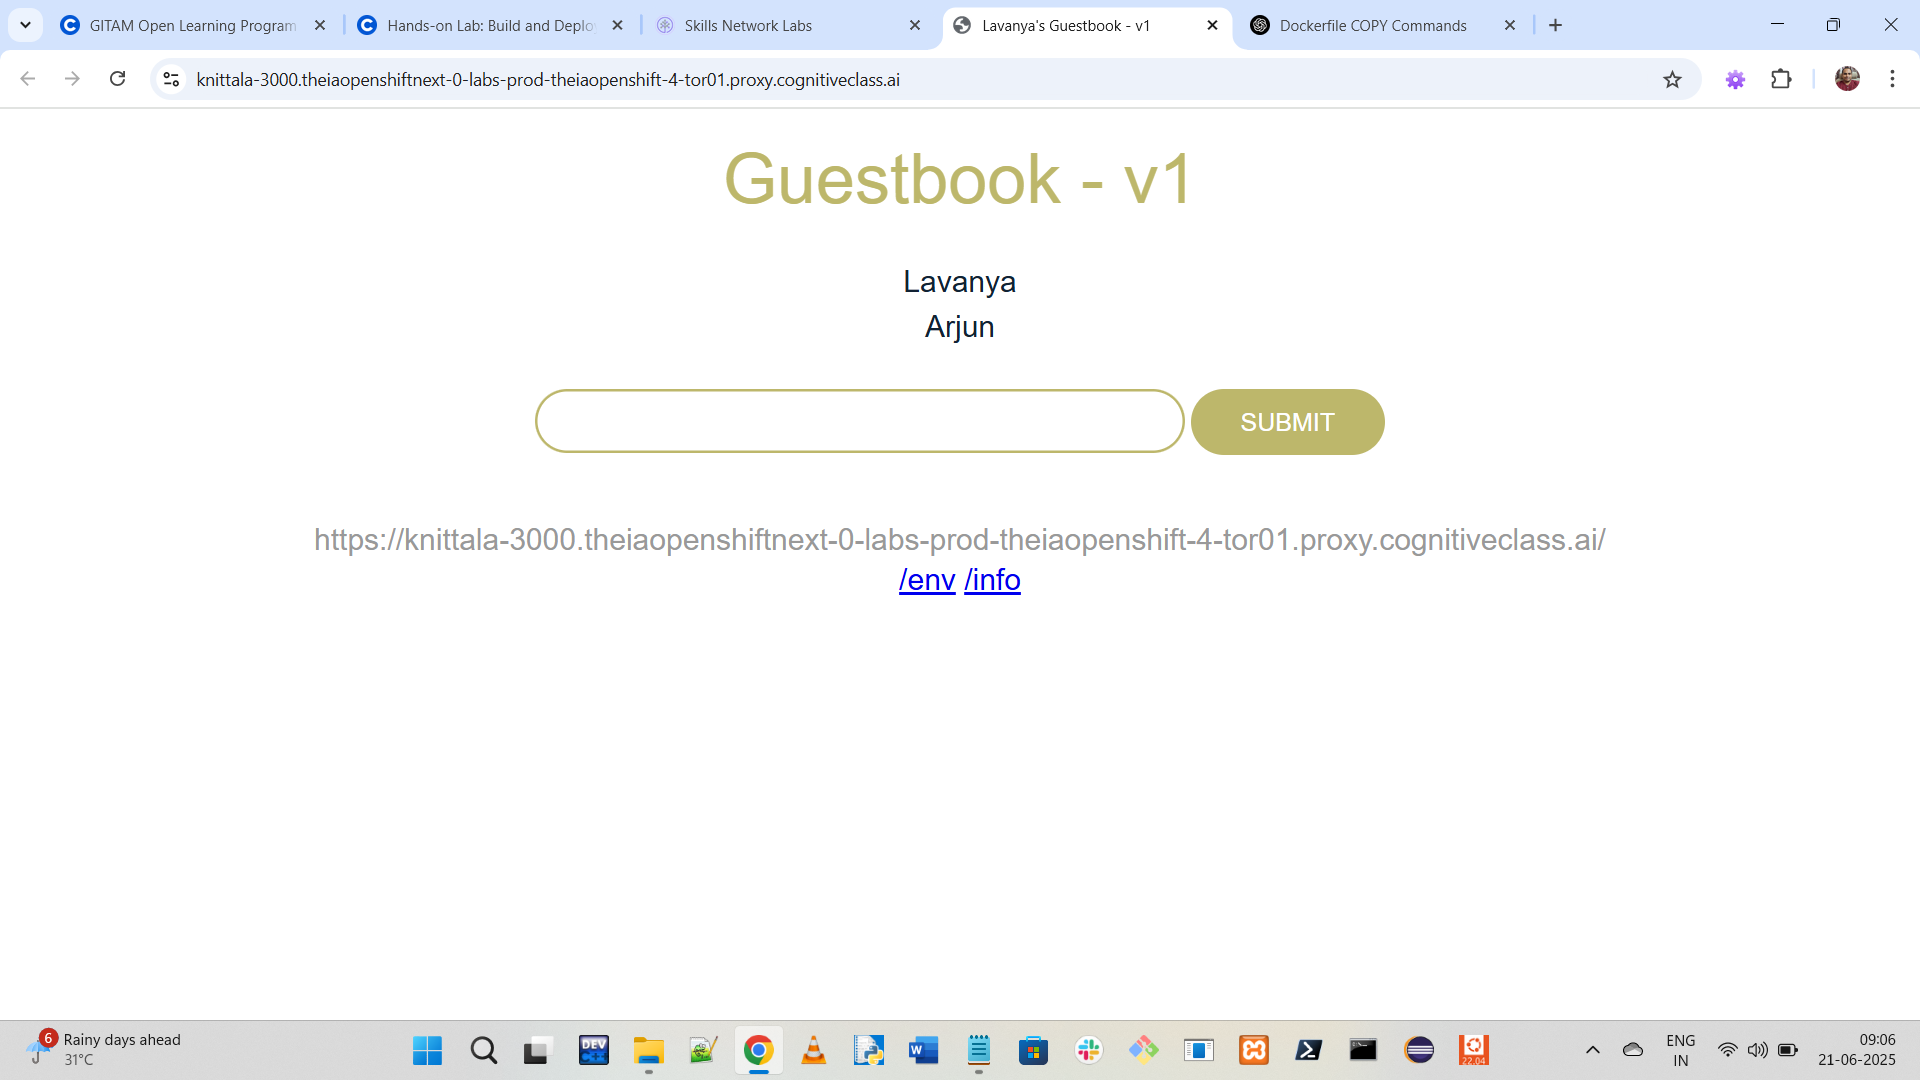 GITAM Open Learning Program
Hands-on Lab: Build and Deplo
Skills Network Labs
Lavanya's Guestbook - v1
Dockerfile COPY Commands
knittala-3000.theiaopenshiftnext-0-labs-prod-theiaopenshift-4-tor01.proxy.cognitiveclass.ai
Guestbook - v1
Lavanya
Arjun
SUBMIT
https://knittala-3000.theiaopenshiftnext-0-labs-prod-theiaopenshift-4-tor01.proxy.cognitiveclass.ai/
/env /info
6
Rainy days ahead
31°C
DEV
C++
W
22.04
ENG
IN
09:06
21-06-2025